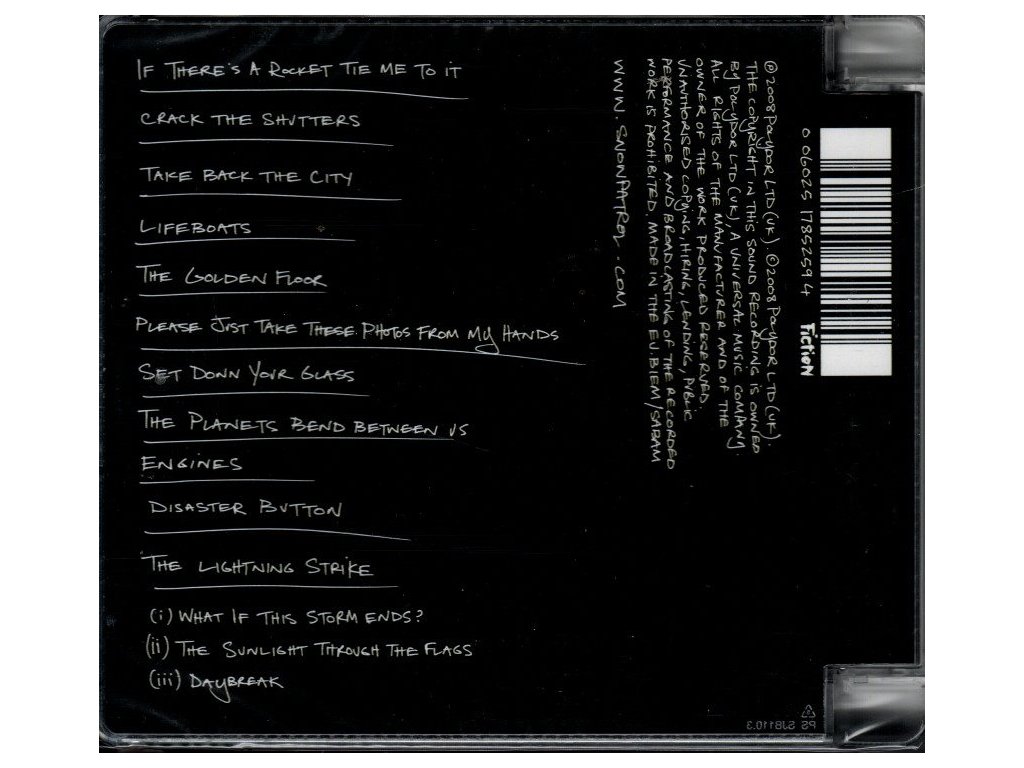 IF THERE'S A ROCKET TIE ME TO IT
CRACK THE SHUTTERS
TAKE BACK THE CITY
LIFEBOATS
THE GOLDEN FLOOR
PLEASE JUST TAKE THESE PHOTOS FROM MY HANDS
SET DOWN YOUR GLASS
THE PLANETS BEND BETWEEN US
ENGINES
DISASTER BUTTON
THE LIGHTNING STRIKE
(i) WHAT IF THIS STORM ENDS?
(ii) THE SUNLIGHT THROUGH THE FLAGS
(iii) DAYBREAK
℗ 2008 Polydor LTD (UK). © 2008 Polydor LTD (UK).
THE COPYRIGHT IN THIS SOUND RECORDING IS OWNED
BY Polydor LTD (UK), A UNIVERSAL MUSIC COMPANY.
ALL RIGHTS OF THE MANUFACTURER AND OF THE
OWNER OF THE WORK PRODUCED RESERVED.
UNAUTHORISED COPYING, HIRING, LENDING, PUBLIC
PERFORMANCE AND BROADCASTING OF THE RECORDED
WORK IS PROHIBITED. MADE IN THE EU. BIEM/SABAM
WWW.SNOWPATROL.COM
0 06025 17852594
Fiction
PS SJB110.3